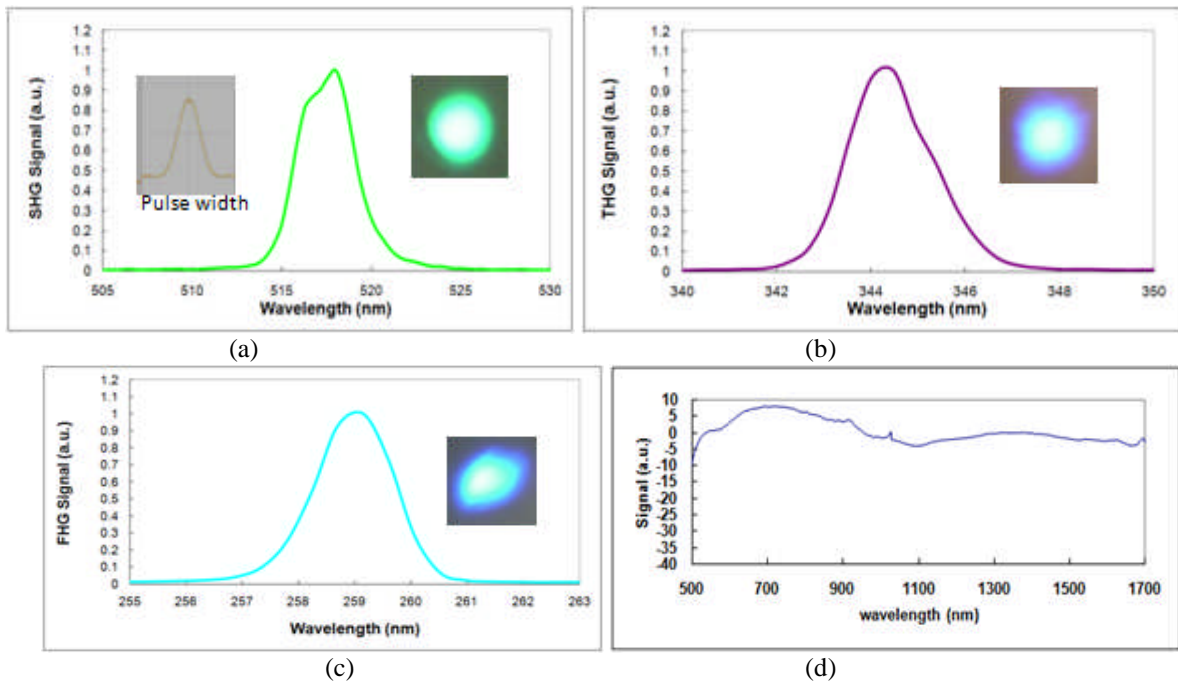 SHG Signal (a.u.)
1.2
1.1
1
0.9
0.8
0.7
0.6
0.5
0.4
0.3
0.2
0.1
0
Pulse width
505 510 515 520 525 530
Wavelength (nm)
(a)
THG Signal (a.u.)
1.2
1.1
1
0.9
0.8
0.7
0.6
0.5
0.4
0.3
0.2
0.1
0
340 342 344 346 348 350
Wavelength (nm)
(b)
FHG Signal (a.u.)
1.2
1.1
1
0.9
0.8
0.7
0.6
0.5
0.4
0.3
0.2
0.1
0
255 256 257 258 259 260 261 262 263
Wavelength (nm)
(c)
Signal (a.u.)
10
5
0
-5
-10
-15
-20
-25
-30
-35
-40
500 700 900 1100 1300 1500 1700
wavelength (nm)
(d)